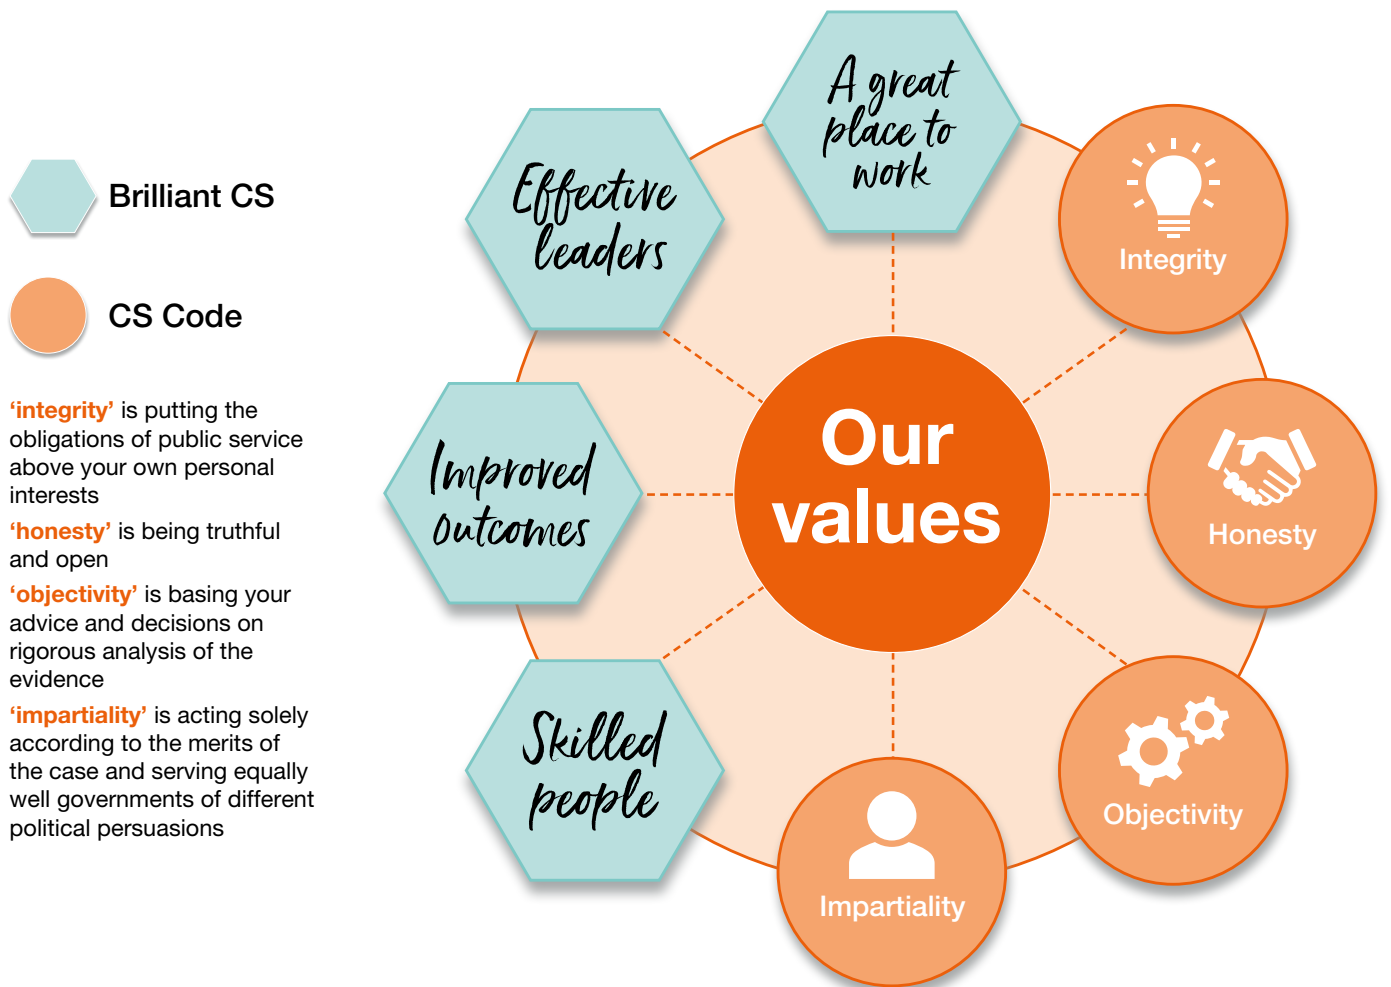 Brilliant CS
CS Code
‘integrity’ is putting the
obligations of public service
above your own personal
interests
‘honesty’ is being truthful
and open
‘objectivity’ is basing your
advice and decisions on
rigorous analysis of the
evidence
‘impartiality’ is acting solely
according to the merits of
the case and serving equally
well governments of different
political persuasions
A great
place to
work
Effective
leaders
Improved
outcomes
Skilled
people
Our
values
Integrity
Honesty
Objectivity
Impartiality